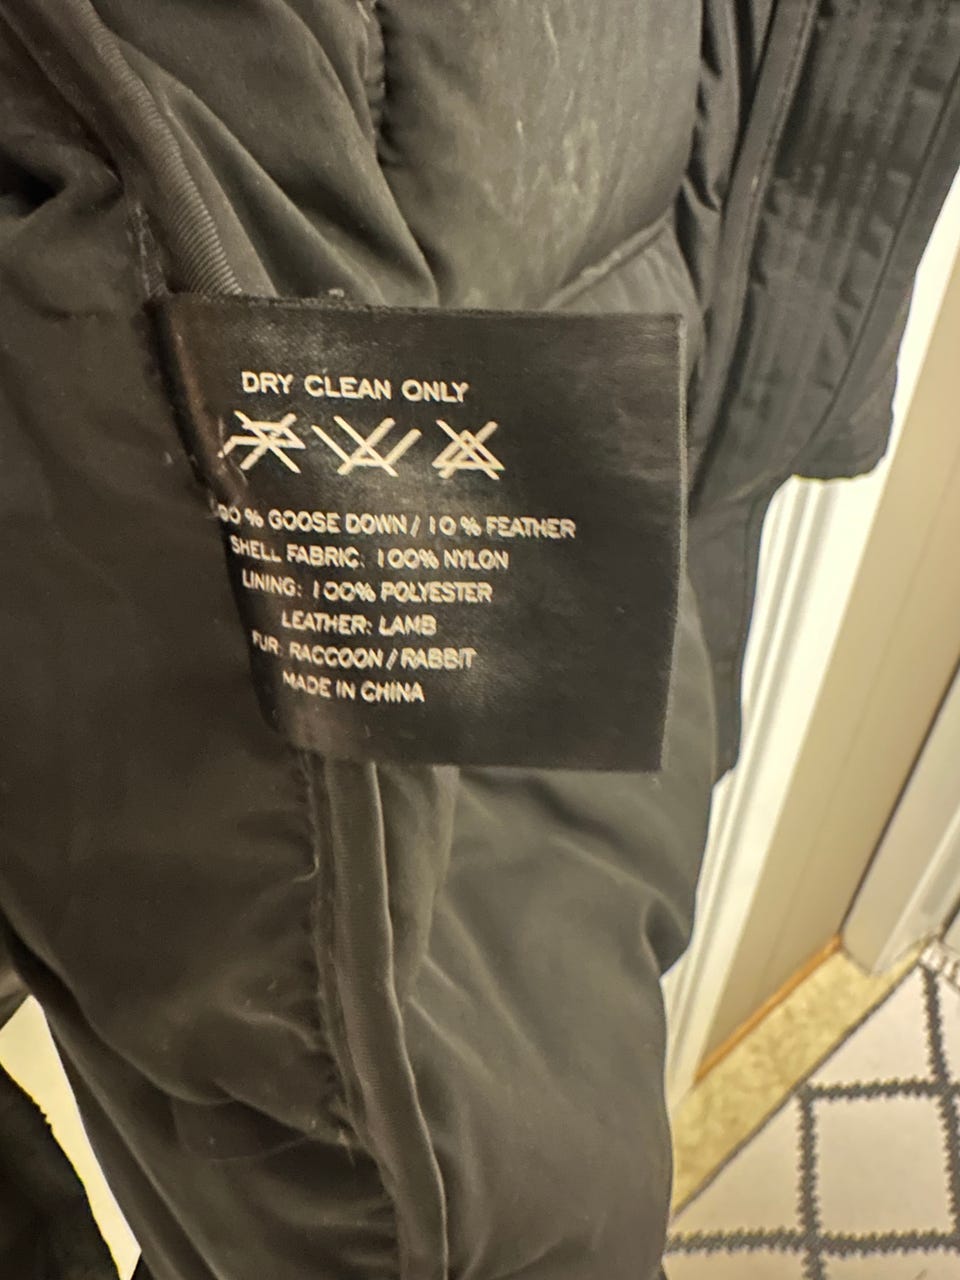 DRY CLEAN ONLY
90 % GOOSE DOWN / 10 % FEATHER
SHELL FABRIC: 100% NYLON
LINING: 100% POLYESTER
LEATHER: LAMB
FUR: RACCOON / RABBIT
MADE IN CHINA